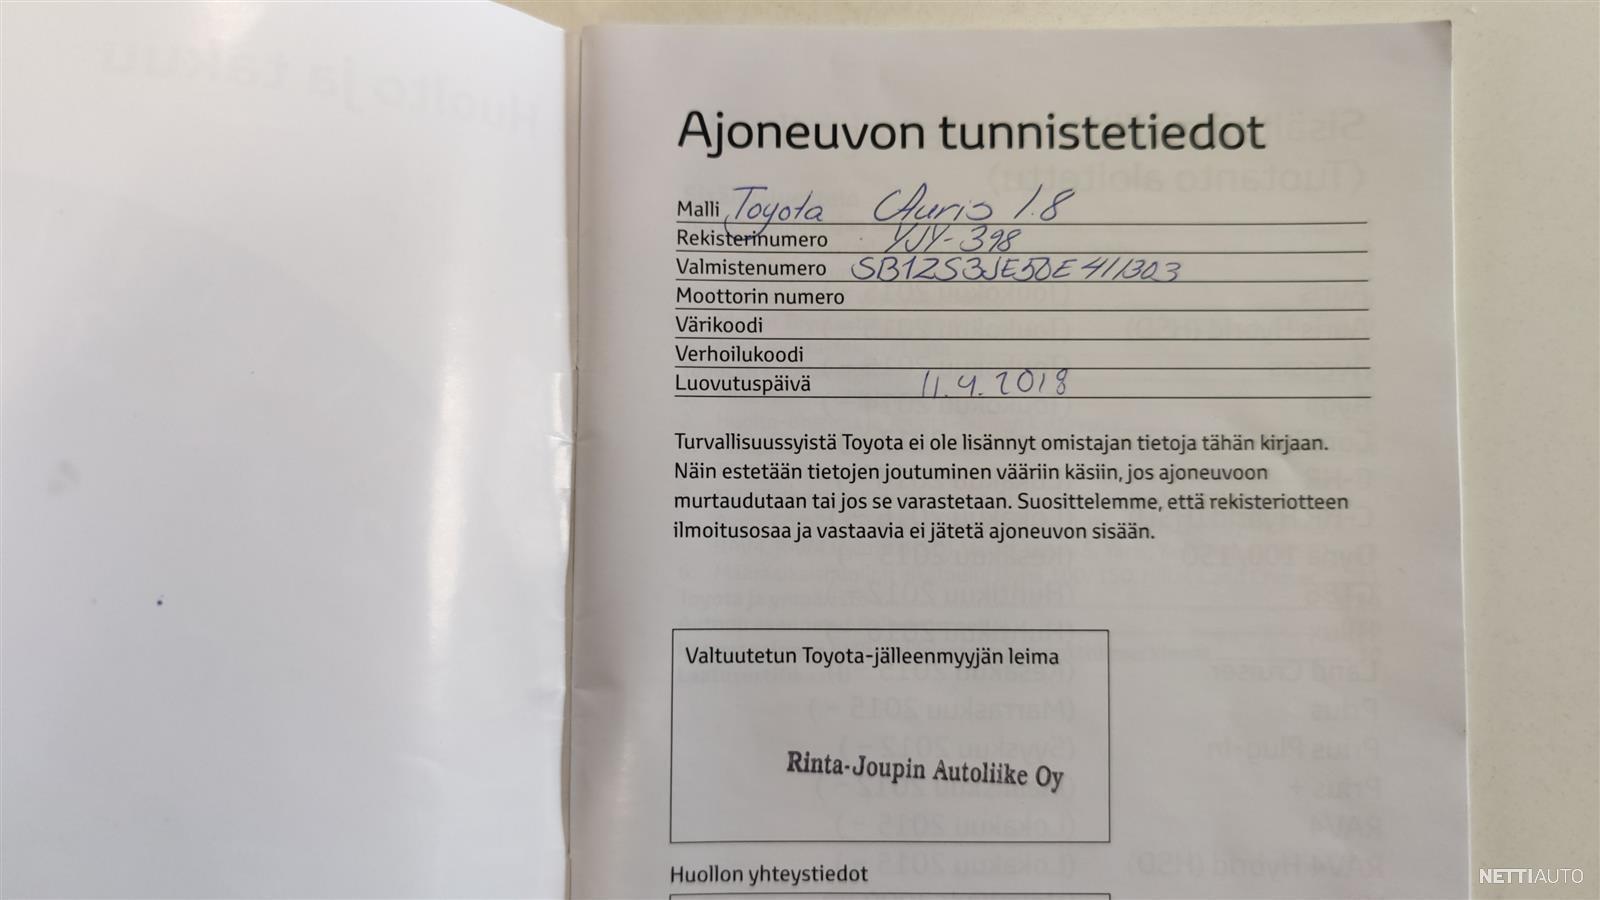 Huolto ja takuu
Ajoneuvon tunnistetiedot
Malli Toyota Auris 1.8
Rekisterinumero YJY-398
Valmistenumero SB1ZS3JE50E411303
Moottorin numero
Värikoodi
Verhoilukoodi
Luovutuspäivä 11.4.2018
Turvallisuussyistä Toyota ei ole lisännyt omistajan tietoja tähän kirjaan.
Näin estetään tietojen joutuminen vääriin käsiin, jos ajoneuvoon
murtaudutaan tai jos se varastetaan. Suosittelemme, että rekisteriotteen
ilmoitusosaa ja vastaavia ei jätetä ajoneuvon sisään.
Valtuutetun Toyota-jälleenmyyjän leima
Rinta-Joupin Autoliike Oy
Huollon yhteystiedot
NETTIAUTO